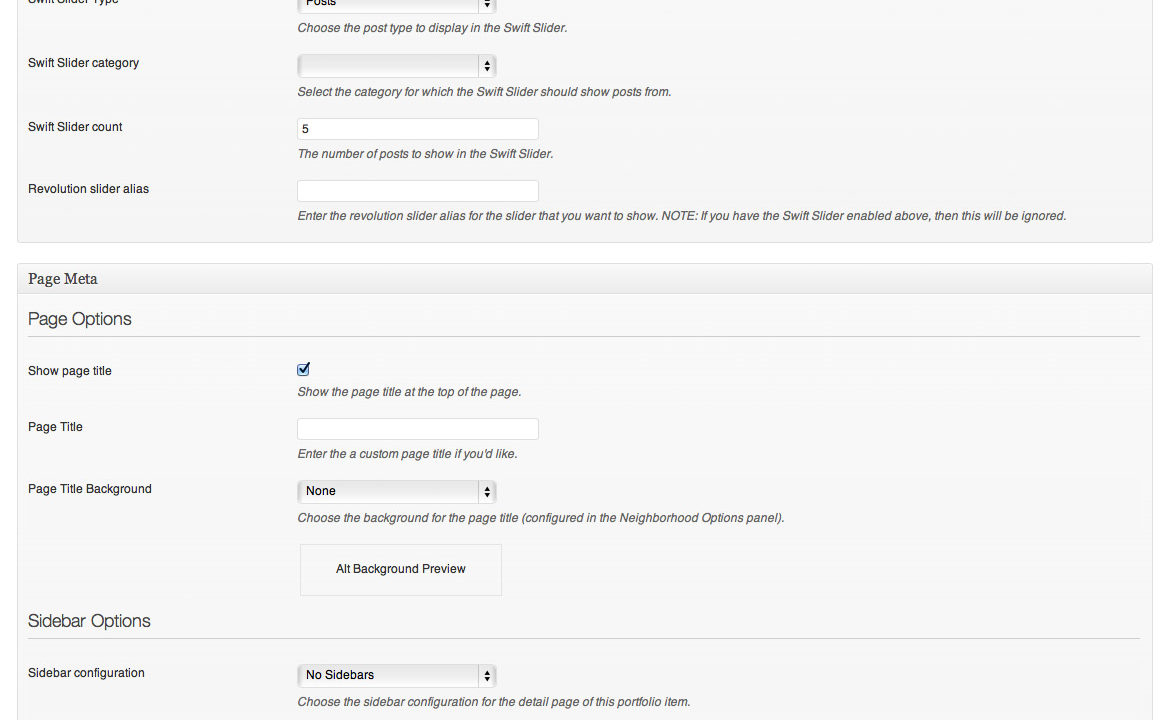 Swift Slider Type
Posts
Choose the post type to display in the Swift Slider.
Swift Slider category
Select the category for which the Swift Slider should show posts from.
Swift Slider count
5
The number of posts to show in the Swift Slider.
Revolution slider alias
Enter the revolution slider alias for the slider that you want to show. NOTE: If you have the Swift Slider enabled above, then this will be ignored.
Page Meta
Page Options
Show page title
Show the page title at the top of the page.
Page Title
Enter the a custom page title if you'd like.
Page Title Background
None
Choose the background for the page title (configured in the Neighborhood Options panel).
Alt Background Preview
Sidebar Options
Sidebar configuration
No Sidebars
Choose the sidebar configuration for the detail page of this portfolio item.